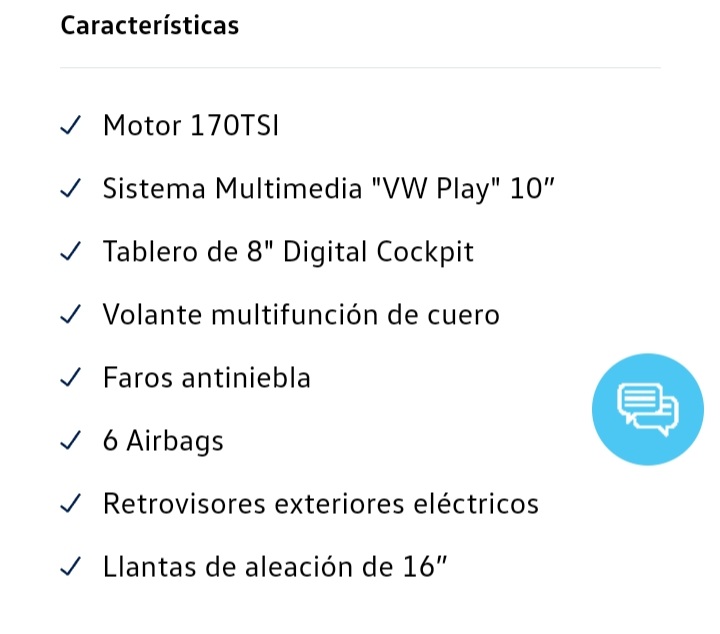 Características
Motor 170TSI
Sistema Multimedia "VW Play" 10”
Tablero de 8" Digital Cockpit
Volante multifunción de cuero
Faros antiniebla
6 Airbags
Retrovisores exteriores eléctricos
Llantas de aleación de 16”